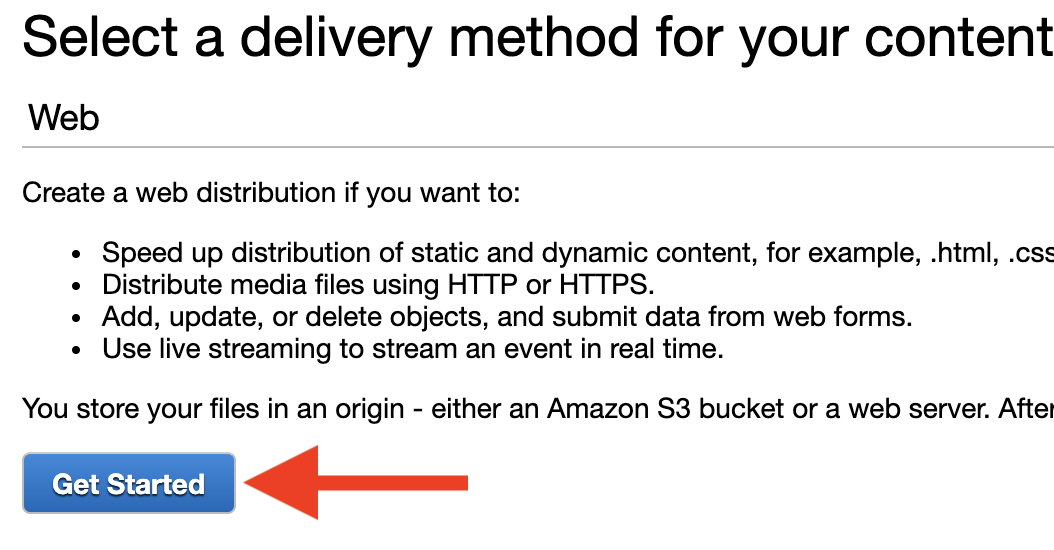 Select a delivery method for your content
Web
Create a web distribution if you want to:
• Speed up distribution of static and dynamic content, for example, .html, .css
• Distribute media files using HTTP or HTTPS.
• Add, update, or delete objects, and submit data from web forms.
• Use live streaming to stream an event in real time.
You store your files in an origin - either an Amazon S3 bucket or a web server. After
Get Started